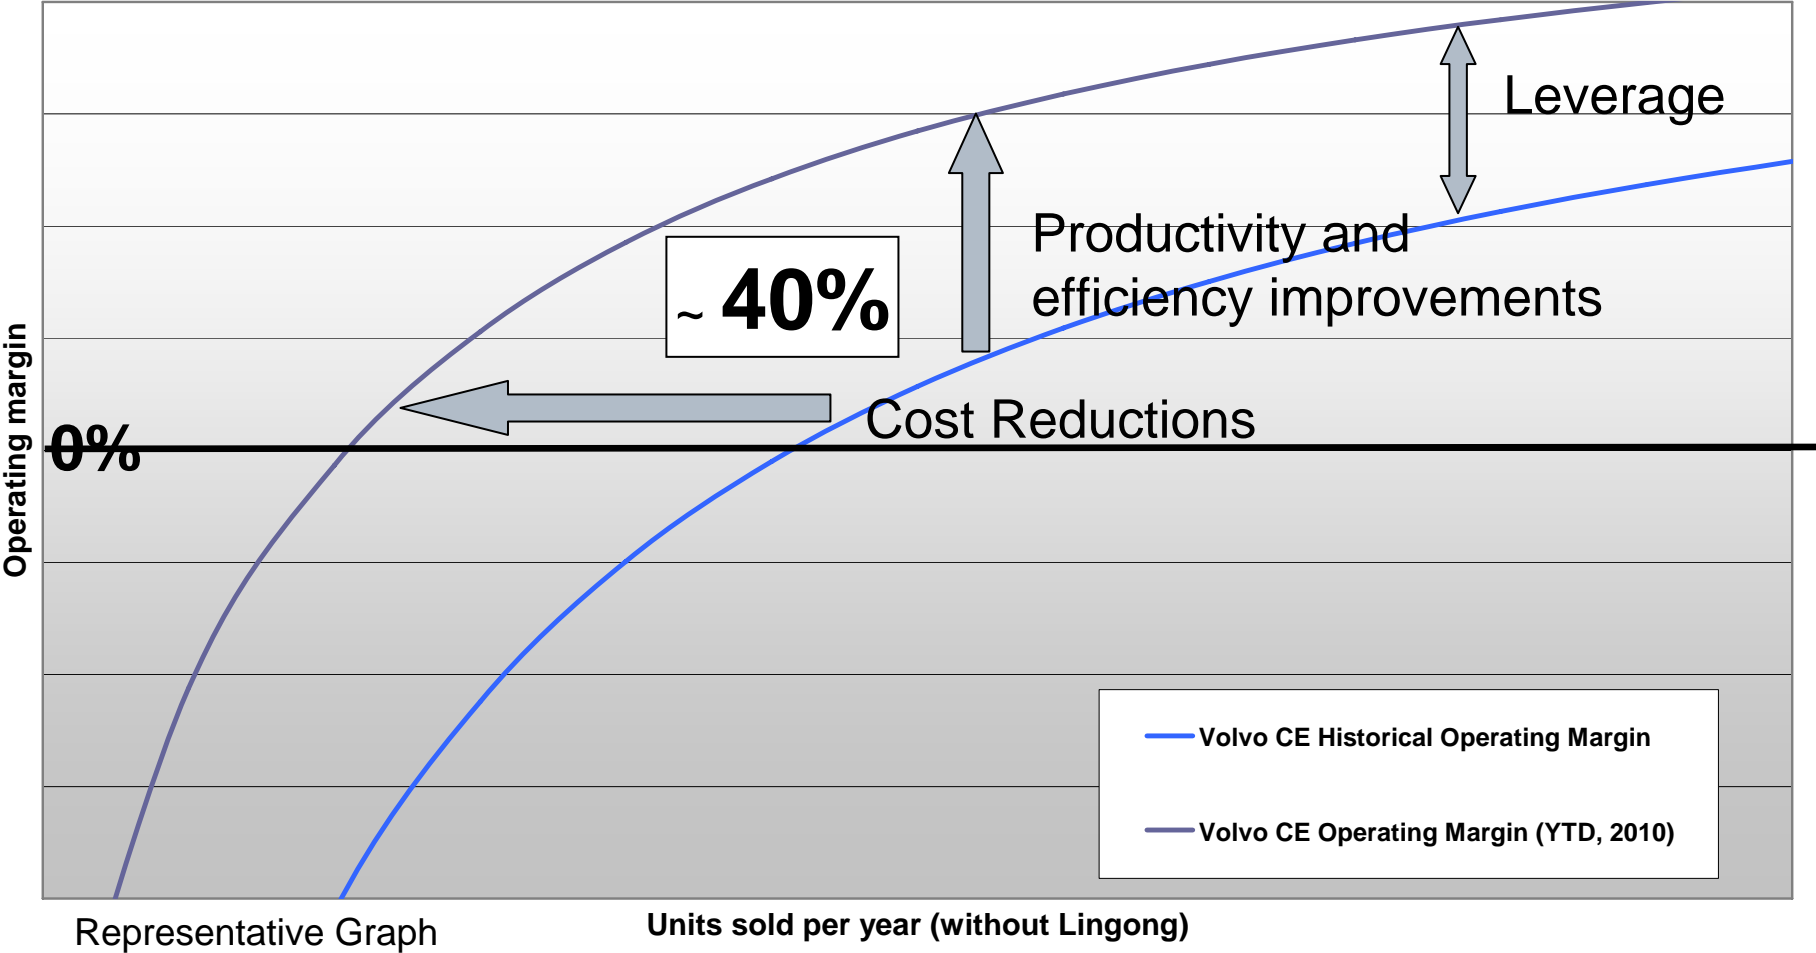 Leverage
Productivity and
efficiency improvements
~ 40%
Cost Reductions
0%
Operating margin
Volvo CE Historical Operating Margin
Volvo CE Operating Margin (YTD, 2010)
Representative Graph
Units sold per year (without Lingong)